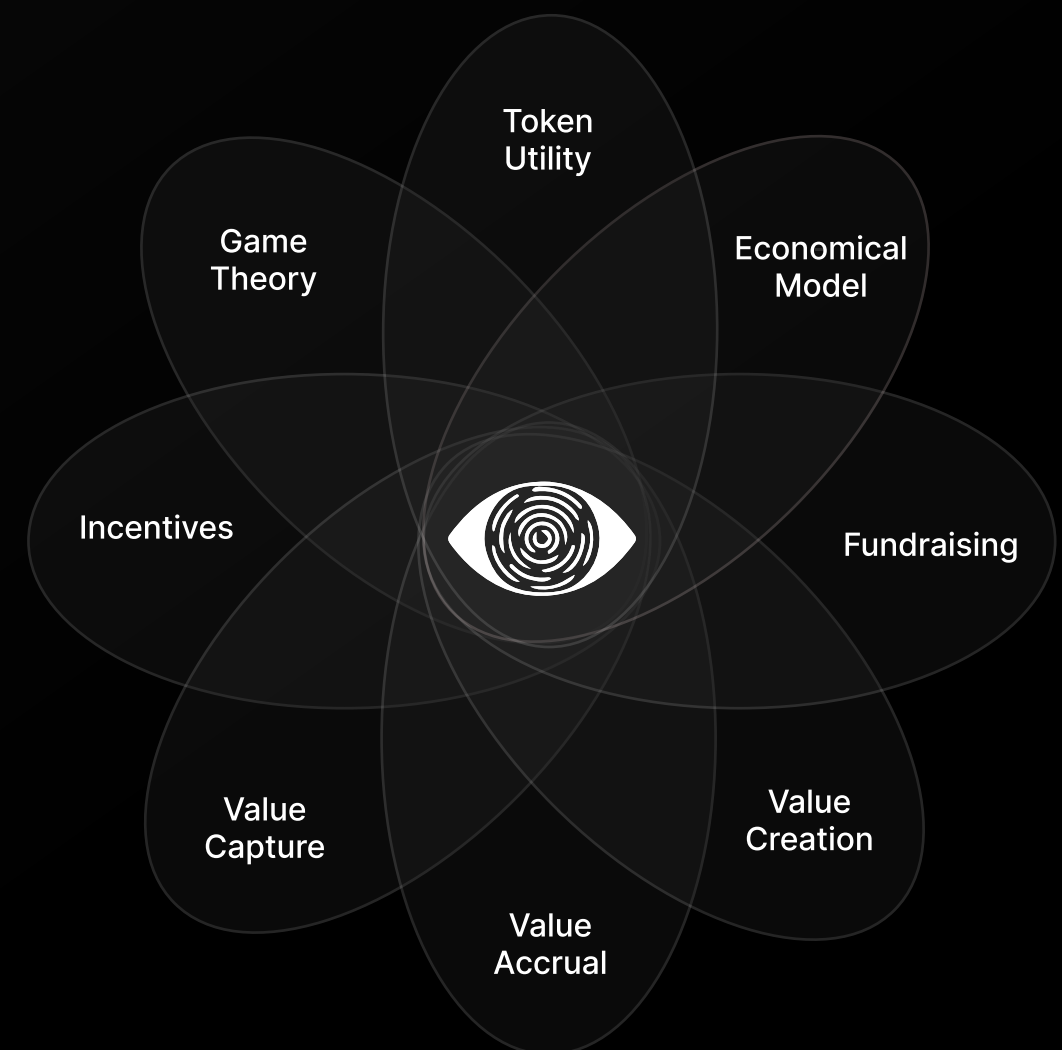 Token
Utility
Game
Theory
Economical
Model
Incentives
Fundraising
Value
Capture
Value
Creation
Value
Accrual